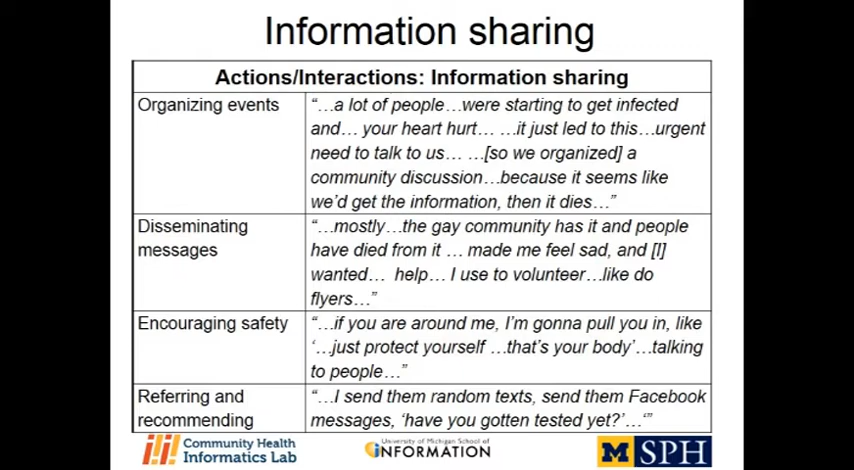 Information sharing
Actions/Interactions: Information sharing
Organizing events
“…a lot of people…were starting to get infected
and… your heart hurt… …it just led to this…urgent
need to talk to us… …[so we organized] a
community discussion…because it seems like
we’d get the information, then it dies…”
Disseminating
messages
“…mostly…the gay community has it and people
have died from it … made me feel sad, and [I]
wanted… help… I use to volunteer…like do
flyers…”
Encouraging safety
“…if you are around me, I’m gonna pull you in, like
‘…just protect yourself …that’s your body’…talking
to people…”
Referring and
recommending
“…I send them random texts, send them Facebook
messages, ‘have you gotten tested yet?’…‘”
Community Health
Informatics Lab
University of Michigan School of
iNFORMATION
M SPH